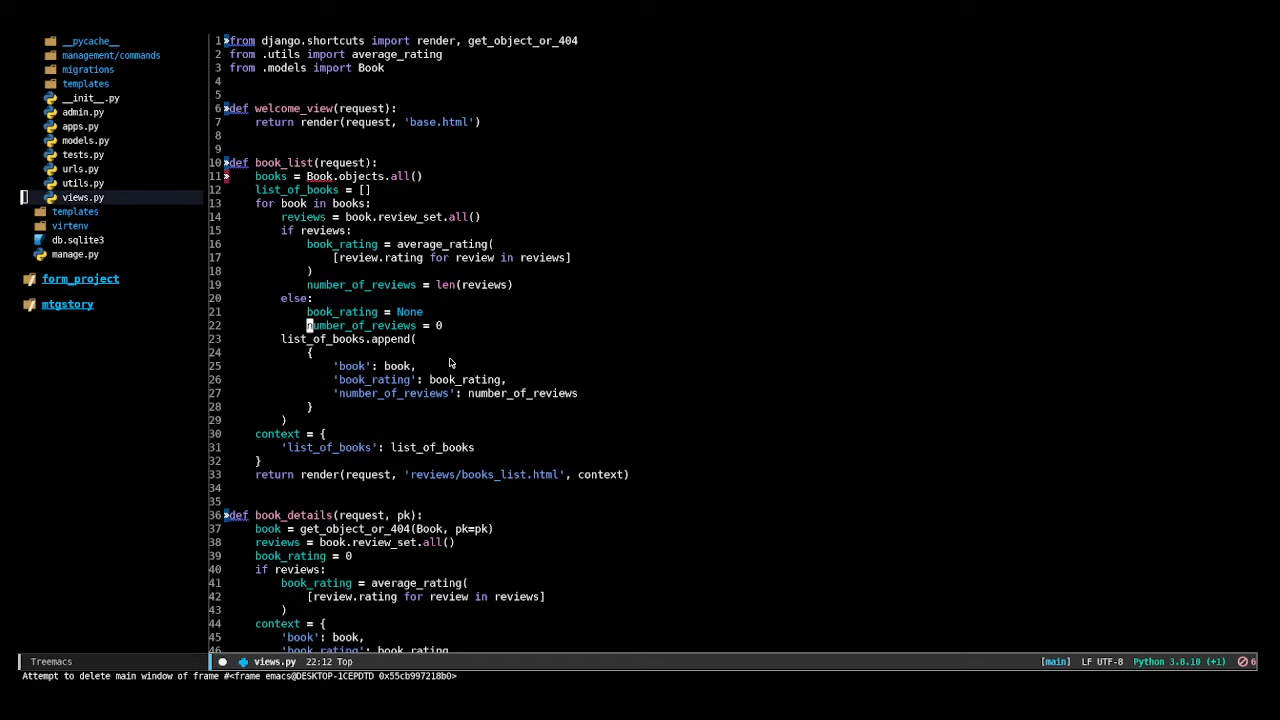 __pycache__
management/commands
migrations
templates
__init__.py
admin.py
apps.py
models.py
tests.py
urls.py
utils.py
views.py
templates
virtenv
db.sqlite3
manage.py
form_project
mtgstory
1 »from django.shortcuts import render, get_object_or_404
2 from .utils import average_rating
3 from .models import Book
4
5
6 »def welcome_view(request):
7     return render(request, 'base.html')
8
9
10 »def book_list(request):
11 »    books = Book.objects.all()
12     list_of_books = []
13     for book in books:
14         reviews = book.review_set.all()
15         if reviews:
16             book_rating = average_rating(
17                 [review.rating for review in reviews]
18             )
19             number_of_reviews = len(reviews)
20         else:
21             book_rating = None
22             number_of_reviews = 0
23         list_of_books.append(
24             {
25                 'book': book,
26                 'book_rating': book_rating,
27                 'number_of_reviews': number_of_reviews
28             }
29         )
30     context = {
31         'list_of_books': list_of_books
32     }
33     return render(request, 'reviews/books_list.html', context)
34
35
36 »def book_details(request, pk):
37     book = get_object_or_404(Book, pk=pk)
38     reviews = book.review_set.all()
39     book_rating = 0
40     if reviews:
41         book_rating = average_rating(
42             [review.rating for review in reviews]
43         )
44     context = {
45         'book': book,
46         'book_rating': book_rating
Treemacs
views.py 22:12 Top
[main] LF UTF-8 Python 3.8.10 (+1) 6
Attempt to delete main window of frame #<frame emacs@DESKTOP-1CEPDTD 0x55cb997218b0>